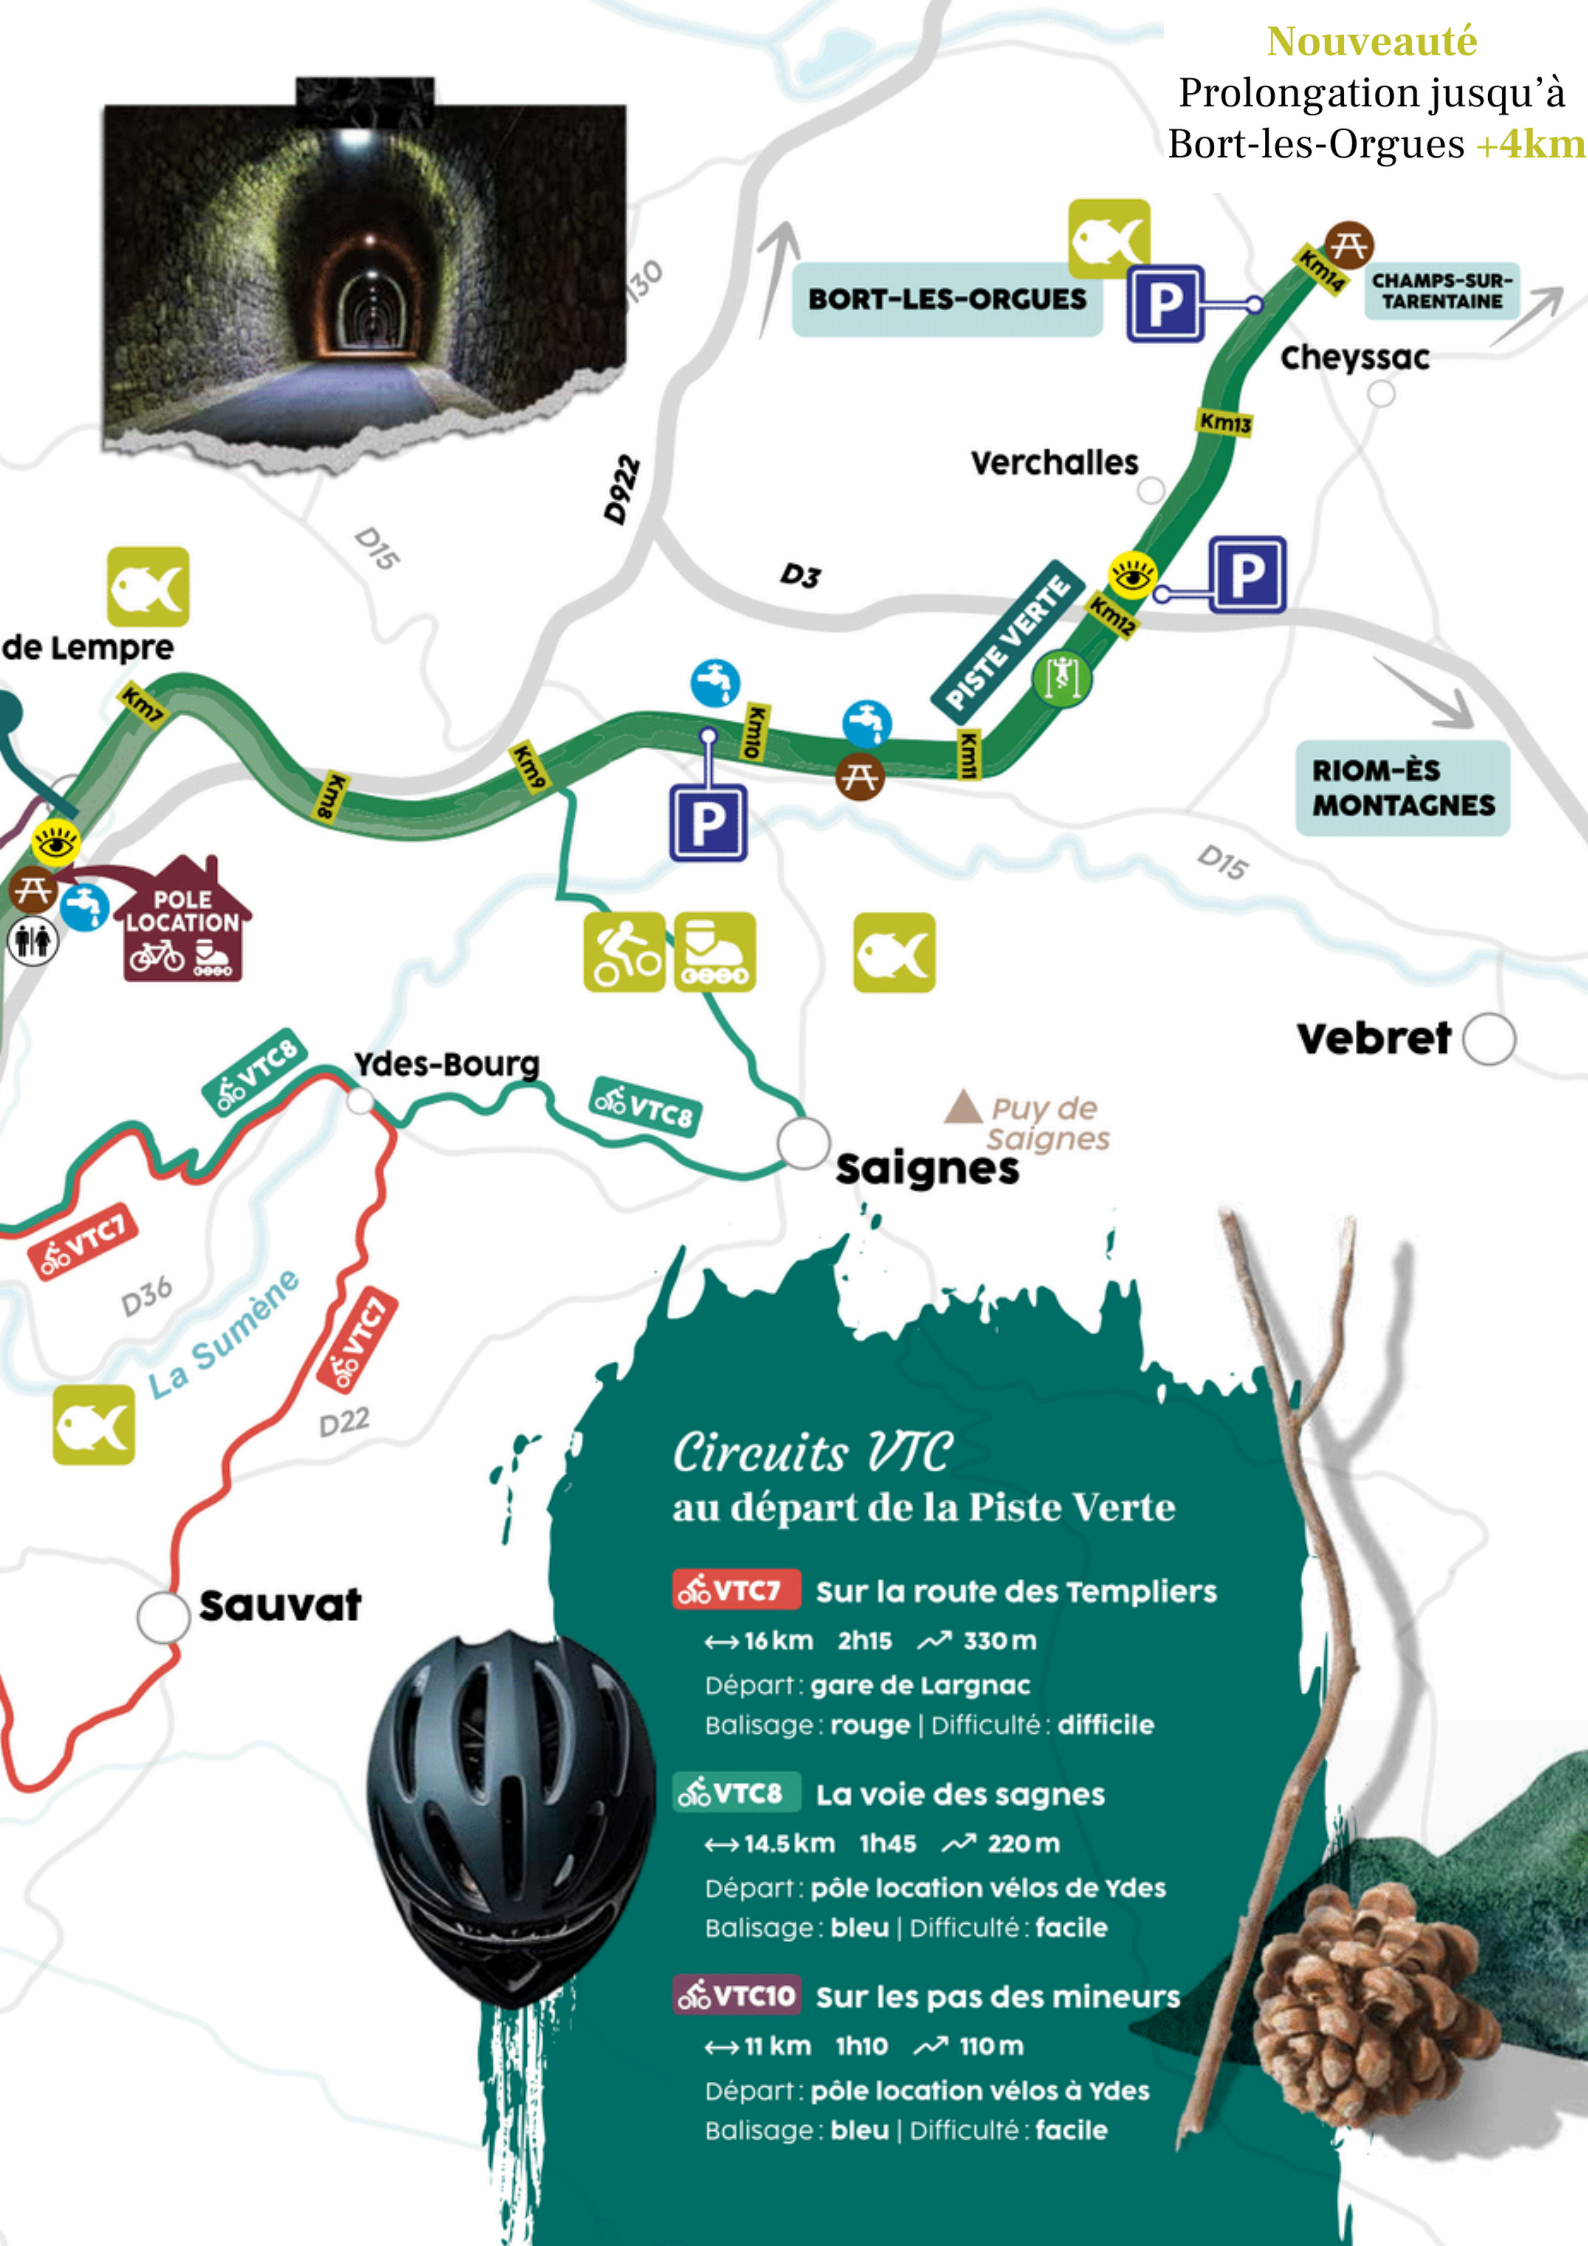 Nouveauté
Prolongation jusqu’à
Bort-les-Orgues +4km
BORT-LES-ORGUES
P
Km14
CHAMPS-SUR-
TARENTAINE
Cheyssac
Km13
Verchalles
130
D922
D15
D3
PISTE VERTE
Km12
P
de Lempre
Km7
Km8
Km9
Km10
Km11
P
RIOM-ÈS
MONTAGNES
D15
POLE
LOCATION
Vebret
VTC8
Ydes-Bourg
VTC8
Puy de
Saignes
Saignes
VTC7
D36
La Sumène
VTC7
D22
Sauvat
Circuits VTC
au départ de la Piste Verte
VTC7 Sur la route des Templiers
16 km 2h15 330 m
Départ : gare de Largnac
Balisage : rouge | Difficulté : difficile
VTC8 La voie des sagnes
14.5 km 1h45 220 m
Départ : pôle location vélos de Ydes
Balisage : bleu | Difficulté : facile
VTC10 Sur les pas des mineurs
11 km 1h10 110 m
Départ : pôle location vélos à Ydes
Balisage : bleu | Difficulté : facile